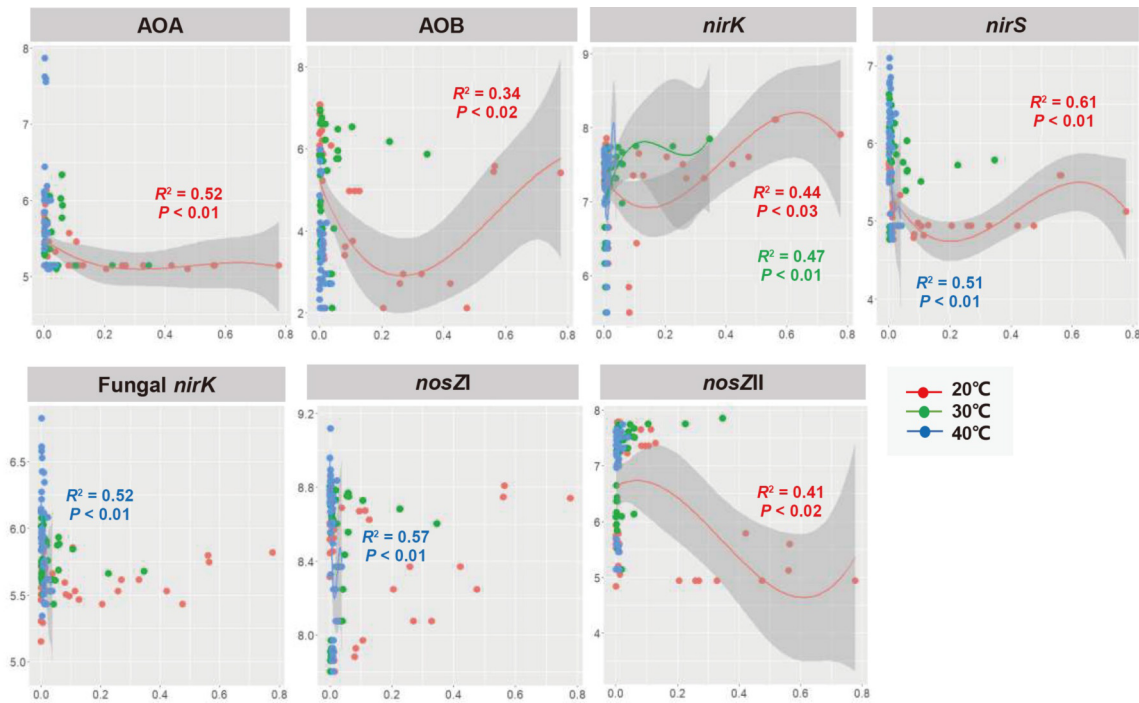 AOA
AOB
nirK
nirS
8
7
6
5
R² = 0.52
P < 0.01
0.0 0.2 0.4 0.6 0.8
8
6
4
2
R² = 0.34
P < 0.02
0.0 0.2 0.4 0.6 0.8
9
8
7
6
R² = 0.44
P < 0.03
R² = 0.47
P < 0.01
0.0 0.2 0.4 0.6 0.8
7
6
5
4
R² = 0.61
P < 0.01
R² = 0.51
P < 0.01
0.0 0.2 0.4 0.6 0.8
Fungal nirK
nosZI
nosZII
6.5
6.0
5.5
5.0
R² = 0.52
P < 0.01
0.0 0.2 0.4 0.6 0.8
9.2
8.8
8.4
8.0
R² = 0.57
P < 0.01
0.0 0.2 0.4 0.6 0.8
8
7
6
5
4
R² = 0.41
P < 0.02
0.0 0.2 0.4 0.6 0.8
20℃
30℃
40℃